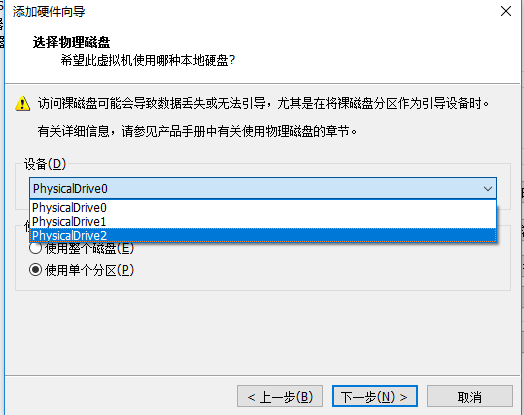 添加硬件向导
选择物理磁盘
希望此虚拟机使用哪种本地硬盘?
访问裸磁盘可能会导致数据丢失或无法引导，尤其是在将裸磁盘分区作为引导设备时。
有关详细信息，请参见产品手册中有关使用物理磁盘的章节。
设备(D)
PhysicalDrive0
PhysicalDrive0
PhysicalDrive1
PhysicalDrive2
使用整个磁盘(E)
使用单个分区(P)
< 上一步(B)
下一步(N) >
取消